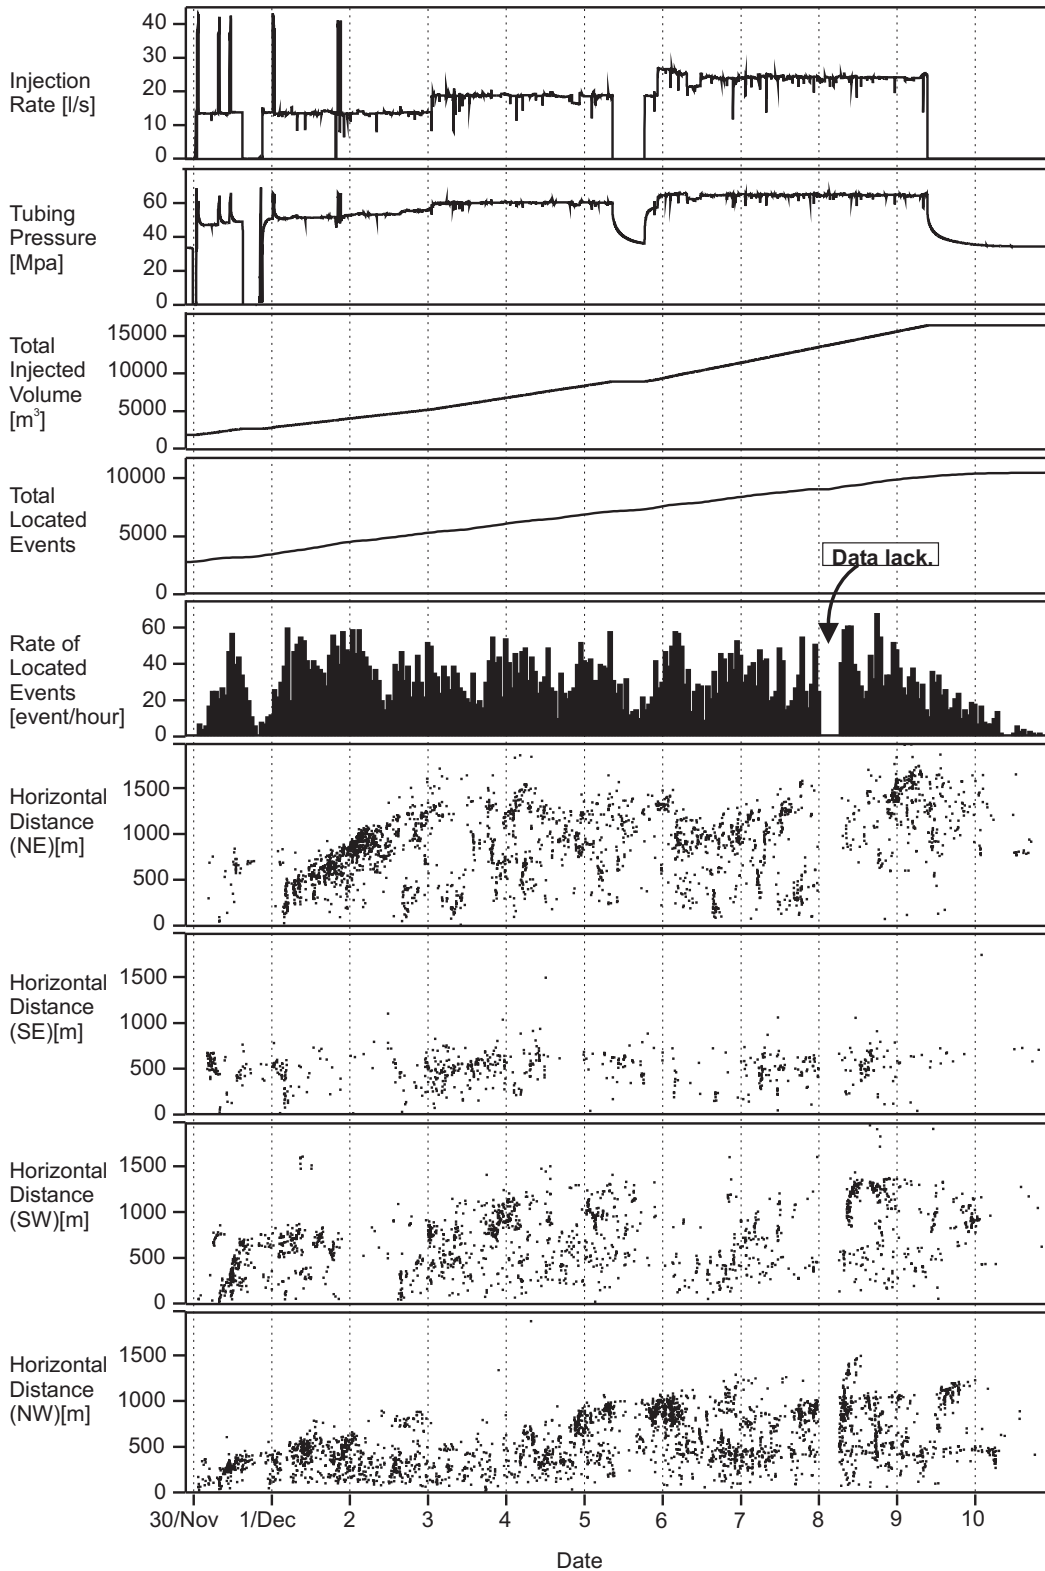 Injection
Rate [l/s]
40
30
20
10
0
Tubing
Pressure
[Mpa]
60
40
20
0
Total
Injected
Volume
[m³]
15000
10000
5000
0
Total
Located
Events
10000
5000
0
Data lack.
Rate of
Located
Events
[event/hour]
60
40
20
0
Horizontal
Distance
(NE)[m]
1500
1000
500
0
Horizontal
Distance
(SE)[m]
1500
1000
500
0
Horizontal
Distance
(SW)[m]
1500
1000
500
0
Horizontal
Distance
(NW)[m]
1500
1000
500
0
30/Nov 1/Dec 2 3 4 5 6 7 8 9 10
Date